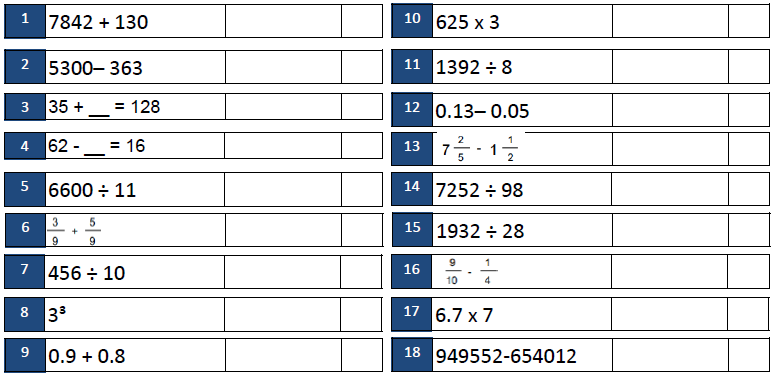 1 7842 + 130
2 5300– 363
3 35 + __ = 128
4 62 - __ = 16
5 6600 ÷ 11
6 3/9 + 5/9
7 456 ÷ 10
8 3³
9 0.9 + 0.8
10 625 x 3
11 1392 ÷ 8
12 0.13– 0.05
13 7 2/5 - 1 1/2
14 7252 ÷ 98
15 1932 ÷ 28
16 9/10 - 1/4
17 6.7 x 7
18 949552-654012